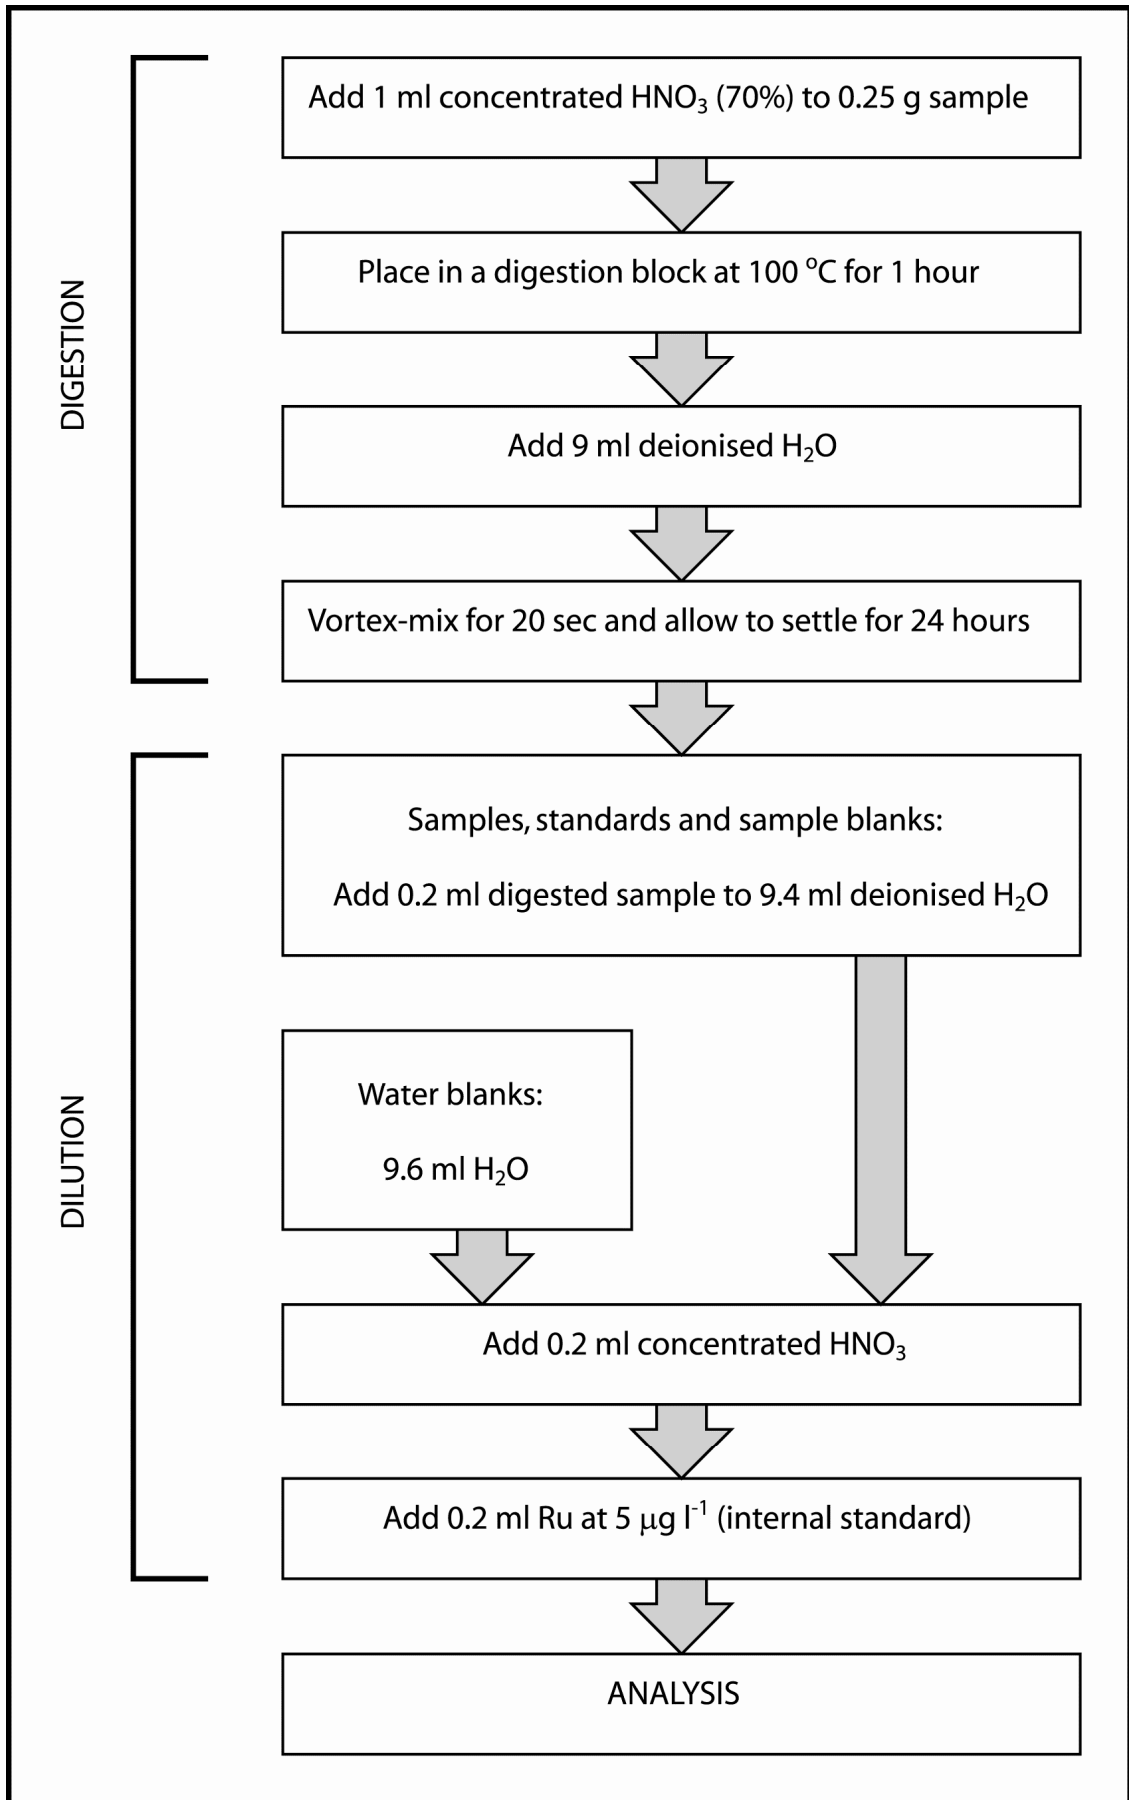 DIGESTION
Add 1 ml concentrated HNO₃ (70%) to 0.25 g sample
Place in a digestion block at 100 ᵒC for 1 hour
Add 9 ml deionised H₂O
Vortex-mix for 20 sec and allow to settle for 24 hours
DILUTION
Samples, standards and sample blanks:
Add 0.2 ml digested sample to 9.4 ml deionised H₂O
Water blanks:
9.6 ml H₂O
Add 0.2 ml concentrated HNO₃
Add 0.2 ml Ru at 5 µg l⁻¹ (internal standard)
ANALYSIS